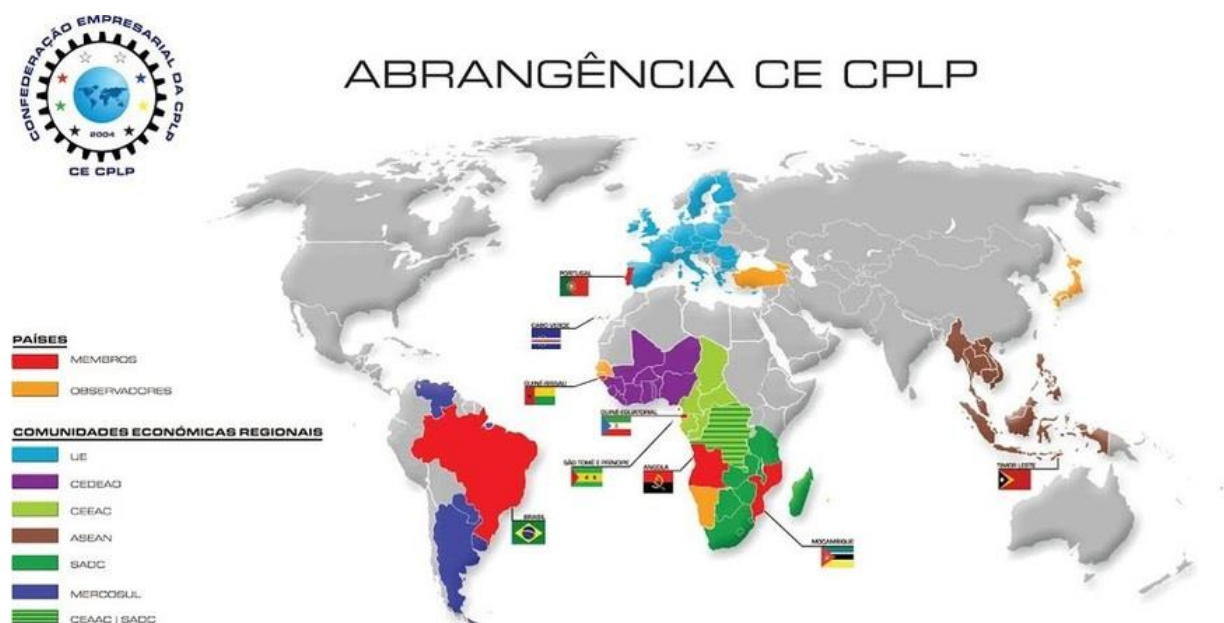 CONFEDERAÇÃO EMPRESARIAL DA CPLP
2004
CE CPLP
ABRANGÊNCIA CE CPLP
PORTUGAL
CABO VERDE
PAÍSES
MEMBROS
OBSERVADORES
GUINÉ-BISSAU
GUINÉ-EQUATORIAL
COMUNIDADES ECONÓMICAS REGIONAIS
UE
SÃO TOMÉ E PRÍNCIPE
ANGOLA
TIMOR LESTE
CEDEAO
BRASIL
CEEAC
ASEAN
MOÇAMBIQUE
SADC
MERCOSUL
CEAAC | SADC